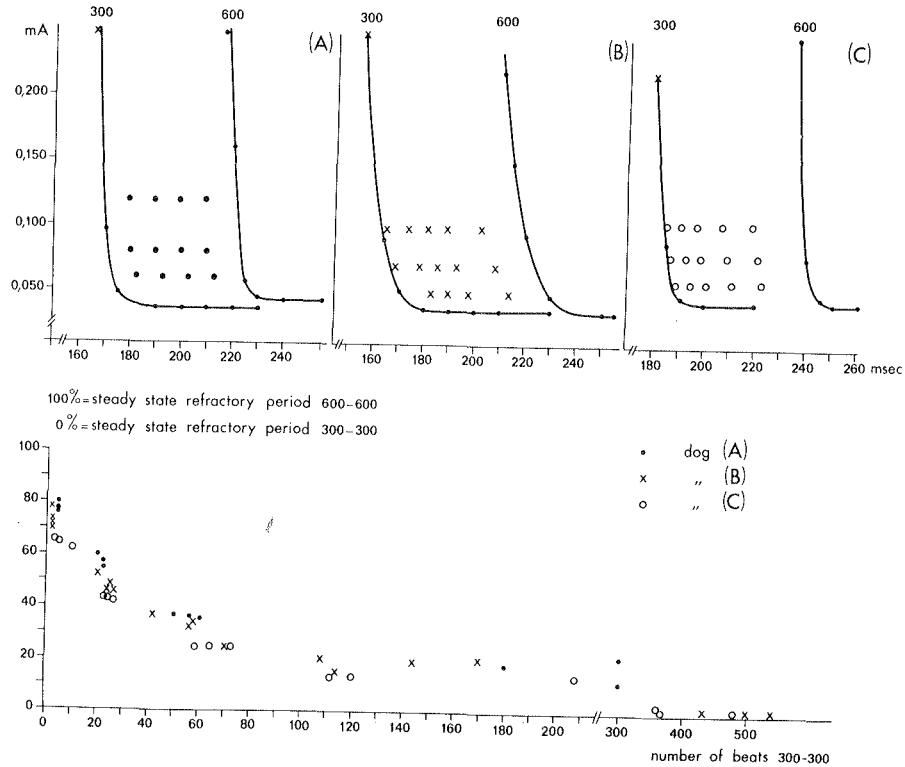 300 600 300 600 300 600
mA (A) (B) (C)
0,200
0,150
0,100
0,050
160 180 200 220 240 160 180 200 220 240 180 200 220 240 260 msec
100%=steady state refractory period 600-600
0%=steady state refractory period 300-300
100
80
60
40
20
0
• dog (A)
x „ (B)
o „ (C)
0 20 40 60 80 100 120 140 160 180 200 300 400 500
number of beats 300-300